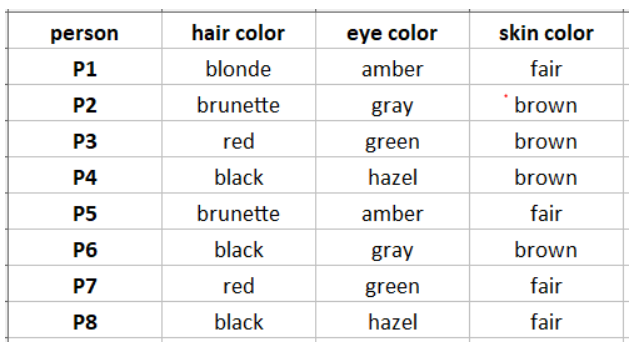 person hair color eye color skin color
P1 blonde amber fair
P2 brunette gray brown
P3 red green brown
P4 black hazel brown
P5 brunette amber fair
P6 black gray brown
P7 red green fair
P8 black hazel fair